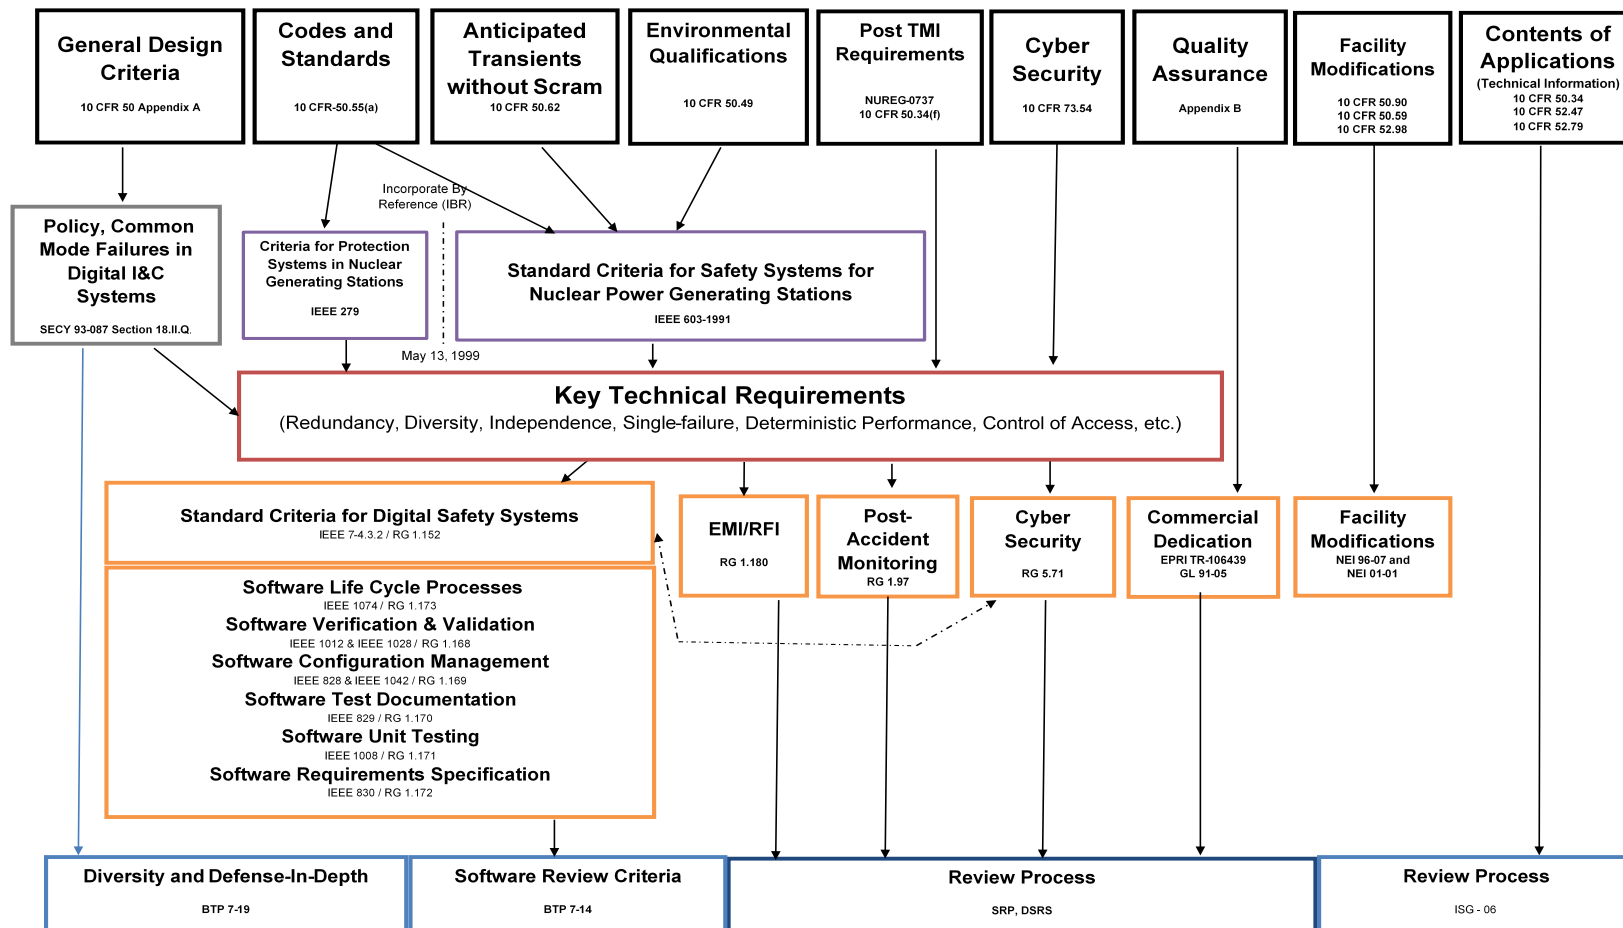 General Design
Criteria
10 CFR 50 Appendix A
Codes and
Standards
10 CFR-50.55(a)
Anticipated
Transients
without Scram
10 CFR 50.62
Environmental
Qualifications
10 CFR 50.49
Post TMI
Requirements
NUREG-0737
10 CFR 50.34(f)
Cyber
Security
10 CFR 73.54
Quality
Assurance
Appendix B
Facility
Modifications
10 CFR 50.90
10 CFR 50.59
10 CFR 52.98
Contents of
Applications
(Technical Information)
10 CFR 50.34
10 CFR 52.47
10 CFR 52.79
Incorporate By
Reference (IBR)
May 13, 1999
Policy, Common
Mode Failures in
Digital I&C
Systems
SECY 93-087 Section 18.II.Q.
Criteria for Protection
Systems in Nuclear
Generating Stations
IEEE 279
Standard Criteria for Safety Systems for
Nuclear Power Generating Stations
IEEE 603-1991
Key Technical Requirements
(Redundancy, Diversity, Independence, Single-failure, Deterministic Performance, Control of Access, etc.)
Standard Criteria for Digital Safety Systems
IEEE 7-4.3.2 / RG 1.152
Software Life Cycle Processes
IEEE 1074 / RG 1.173
Software Verification & Validation
IEEE 1012 & IEEE 1028 / RG 1.168
Software Configuration Management
IEEE 828 & IEEE 1042 / RG 1.169
Software Test Documentation
IEEE 829 / RG 1.170
Software Unit Testing
IEEE 1008 / RG 1.171
Software Requirements Specification
IEEE 830 / RG 1.172
EMI/RFI
RG 1.180
Post-
Accident
Monitoring
RG 1.97
Cyber
Security
RG 5.71
Commercial
Dedication
EPRI TR-106439
GL 91-05
Facility
Modifications
NEI 96-07 and
NEI 01-01
Diversity and Defense-In-Depth
BTP 7-19
Software Review Criteria
BTP 7-14
Review Process
SRP, DSRS
Review Process
ISG - 06